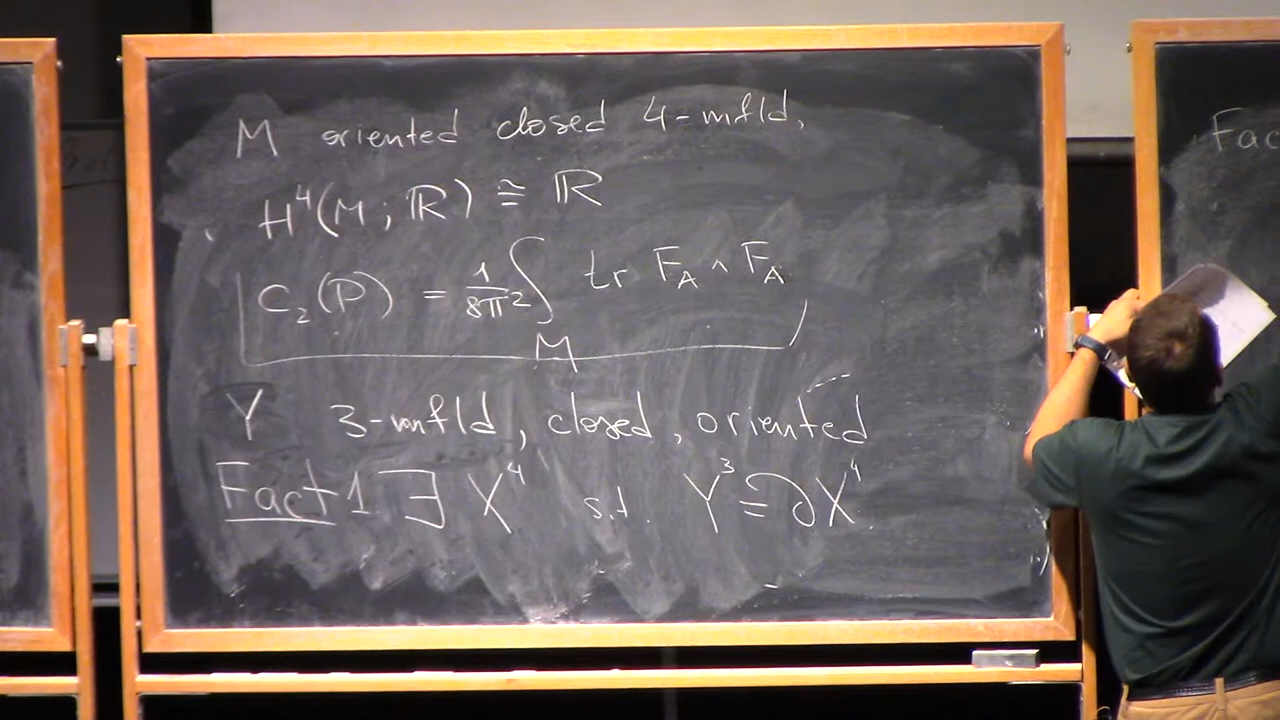 M oriented closed 4-mfld,
H⁴(M; ℝ) ≅ ℝ
C₂(P) = 1/8π² ∫_M tr F_A ∧ F_A
Y 3-mfld, closed, oriented
Fact 1. ∃ X⁴ s.t. Y³ = ∂X⁴.
Fac